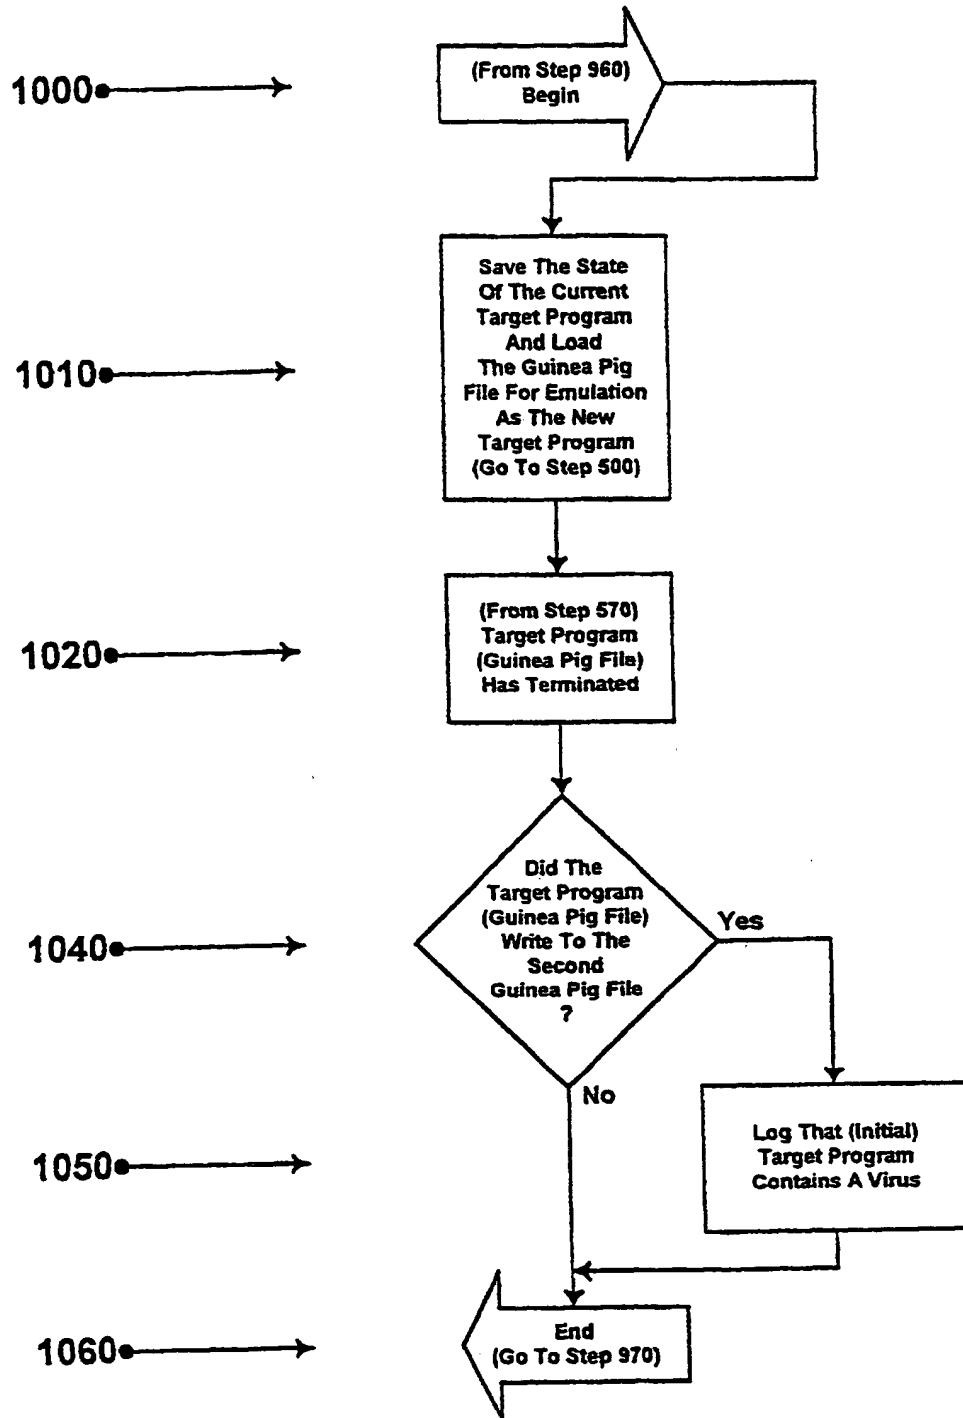 1000
(From Step 960)
Begin
1010
Save The State
Of The Current
Target Program
And Load
The Guinea Pig
File For Emulation
As The New
Target Program
(Go To Step 500)
1020
(From Step 570)
Target Program
(Guinea Pig File)
Has Terminated
1040
Did The
Target Program
(Guinea Pig File)
Write To The
Second
Guinea Pig File
?
Yes
No
1050
Log That (Initial)
Target Program
Contains A Virus
1060
End
(Go To Step 970)